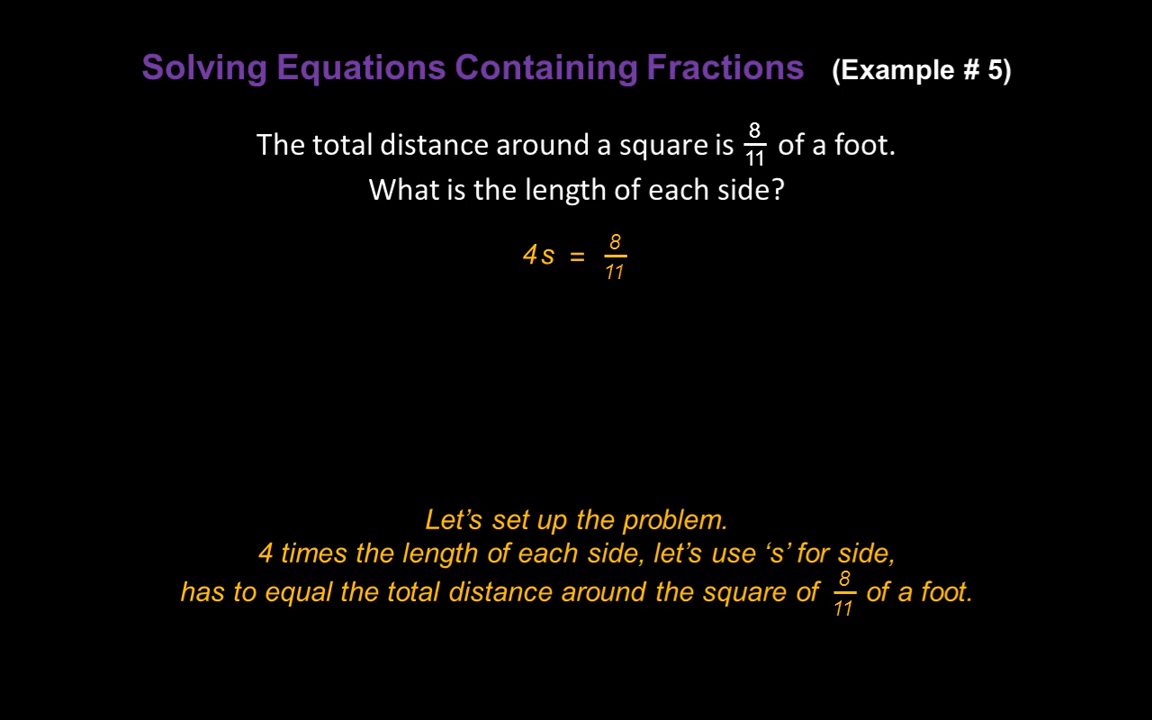 Solving Equations Containing Fractions (Example # 5)
The total distance around a square is 8/11 of a foot.
What is the length of each side?
4s = 8/11
Let’s set up the problem.
4 times the length of each side, let’s use ‘s’ for side,
has to equal the total distance around the square of 8/11 of a foot.